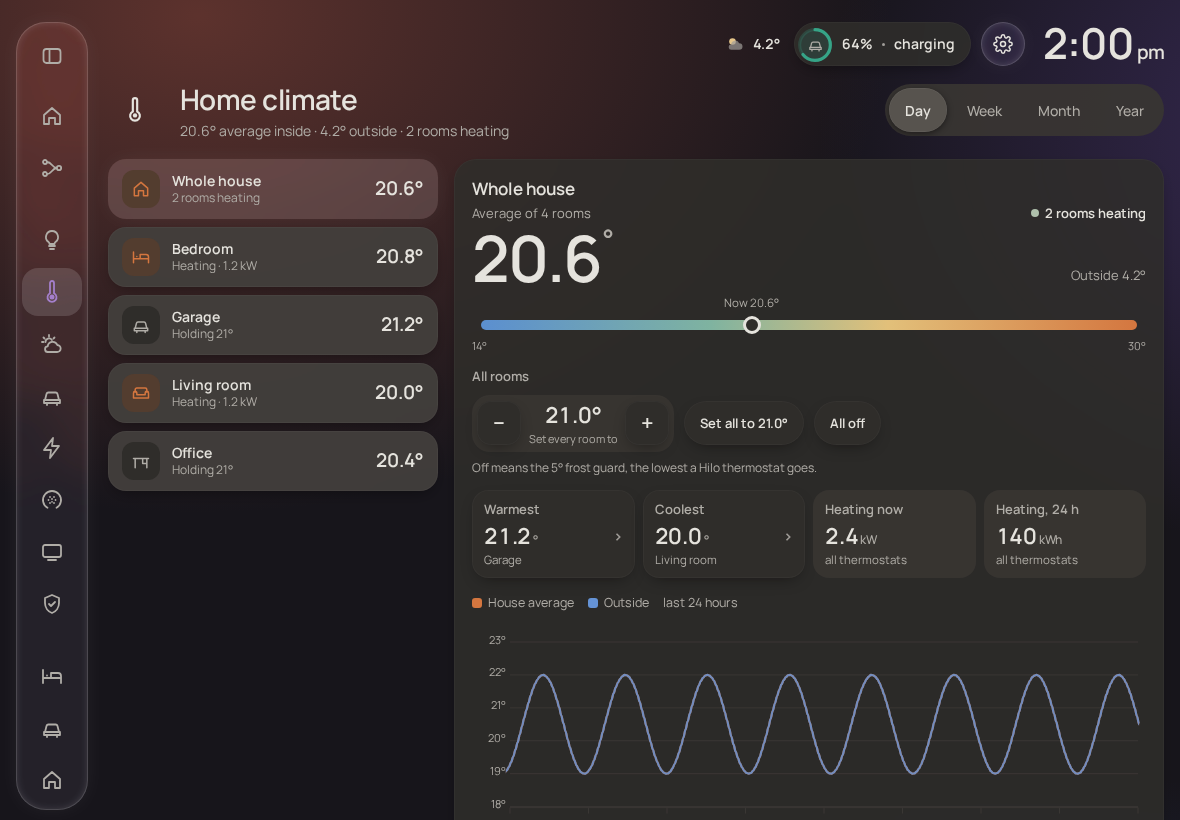 4.2°
64% • charging
2:00 pm
Home climate
20.6° average inside · 4.2° outside · 2 rooms heating
Day Week Month Year
Whole house
2 rooms heating
20.6°
Bedroom
Heating · 1.2 kW
20.8°
Garage
Holding 21°
21.2°
Living room
Heating · 1.2 kW
20.0°
Office
Holding 21°
20.4°
Whole house
Average of 4 rooms
2 rooms heating
20.6°
Outside 4.2°
Now 20.6°
14° 30°
All rooms
− 21.0° +
Set every room to
Set all to 21.0°
All off
Off means the 5° frost guard, the lowest a Hilo thermostat goes.
Warmest
21.2°
Garage
Coolest
20.0°
Living room
Heating now
2.4 kW
all thermostats
Heating, 24 h
140 kWh
all thermostats
House average Outside last 24 hours
23°
22°
21°
20°
19°
18°